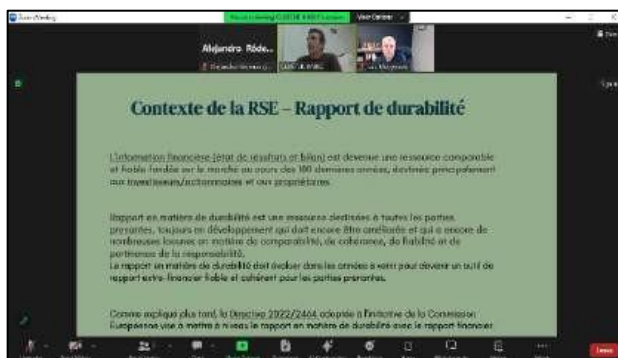 Zoom Meeting
View Options
Alejandro Róde...
Contexte de la RSE – Rapport de durabilité
L'information financière (état de résultats et bilan) est devenue une ressource comparable
et fiable fondée sur le marché au cours des 100 dernières années, destinée principalement
aux investisseurs/actionnaires et aux propriétaires.
Rapport en matière de durabilité est une ressource destinées à toutes les parties
prenantes, toujours en développement qui doit encore être améliorée et qui a encore de
nombreuses lacunes en matière de comparabilité, de cohérence, de fiabilité et de
pertinence de la responsabilité.
Le rapport en matière de durabilité doit évoluer dans les années à venir pour devenir un outil de
rapport extra-financier fiable et cohérent pour les parties prenantes.
Comme expliqué plus tard, la Directive 2022/2464 adoptée à l'initiative de la Commission
Européenne vise à mettre à niveau le rapport en matière de durabilité avec le rapport financier.
Leave